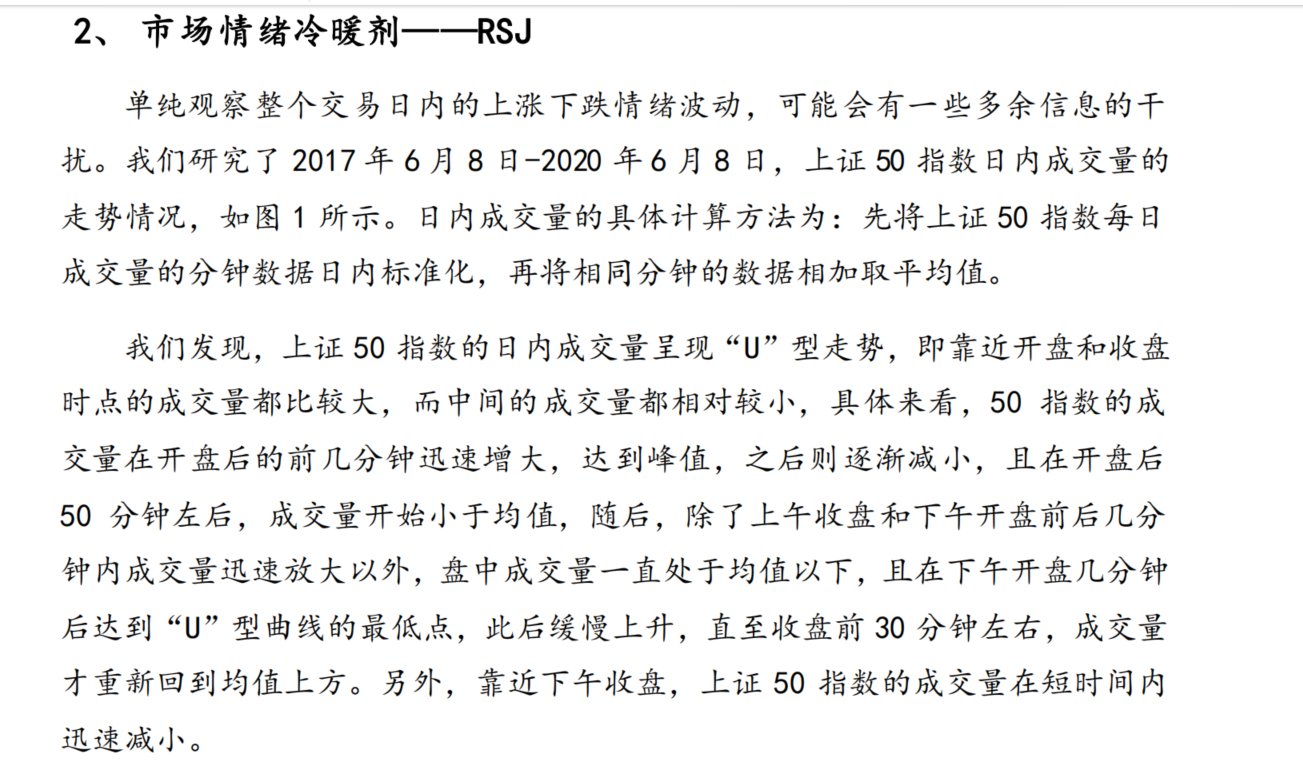 2、 市场情绪冷暖剂——RSJ
单纯观察整个交易日内的上涨下跌情绪波动，可能会有一些多余信息的干
扰。我们研究了 2017 年 6 月 8 日-2020 年 6 月 8 日，上证 50 指数日内成交量的
走势情况，如图 1 所示。日内成交量的具体计算方法为：先将上证 50 指数每日
成交量的分钟数据日内标准化，再将相同分钟的数据相加取平均值。
我们发现，上证 50 指数的日内成交量呈现“U”型走势，即靠近开盘和收盘
时点的成交量都比较大，而中间的成交量都相对较小，具体来看，50 指数的成
交量在开盘后的前几分钟迅速增大，达到峰值，之后则逐渐减小，且在开盘后
50 分钟左后，成交量开始小于均值，随后，除了上午收盘和下午开盘前后几分
钟内成交量迅速放大以外，盘中成交量一直处于均值以下，且在下午开盘几分钟
后达到“U”型曲线的最低点，此后缓慢上升，直至收盘前 30 分钟左右，成交量
才重新回到均值上方。另外，靠近下午收盘，上证 50 指数的成交量在短时间内
迅速减小。